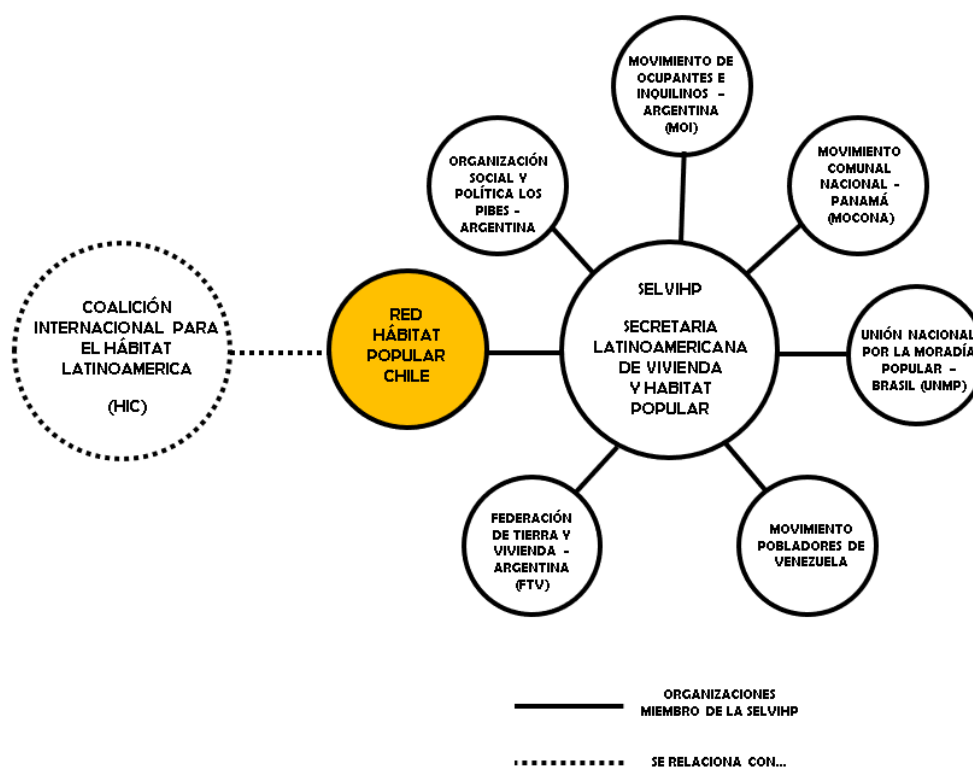 MOVIMIENTO DE
OCUPANTES E
INQUILINOS -
ARGENTINA
(MOI)
ORGANIZACIÓN
SOCIAL Y
POLÍTICA LOS
PIBES -
ARGENTINA
MOVIMIENTO
COMUNAL
NACIONAL -
PANAMÁ
(MOCONA)
COALICIÓN
INTERNACIONAL PARA
EL HÁBITAT
LATINOAMERICA
(HIC)
RED
HÁBITAT
POPULAR
CHILE
SELVIHP
SECRETARIA
LATINOAMERICANA
DE VIVIENDA
Y HABITAT
POPULAR
UNIÓN NACIONAL
POR LA MORADÍA
POPULAR -
BRASIL (UNMP)
FEDERACIÓN
DE TIERRA Y
VIVIENDA -
ARGENTINA
(FTV)
MOVIMIENTO
POBLADORES DE
VENEZUELA
ORGANIZACIONES
MIEMBRO DE LA SELVIHP
SE RELACIONA CON...